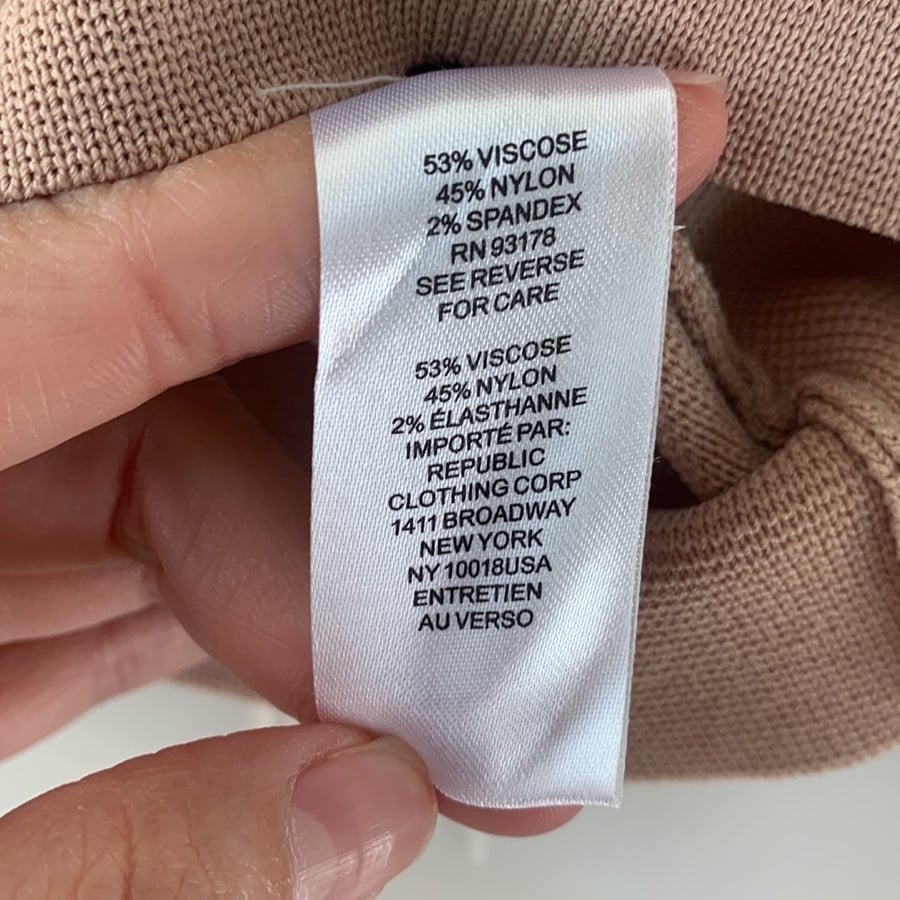 53% VISCOSE
45% NYLON
2% SPANDEX
RN 93178
SEE REVERSE
FOR CARE
53% VISCOSE
45% NYLON
2% ÉLASTHANNE
IMPORTÉ PAR:
REPUBLIC
CLOTHING CORP
1411 BROADWAY
NEW YORK
NY 10018USA
ENTRETIEN
AU VERSO